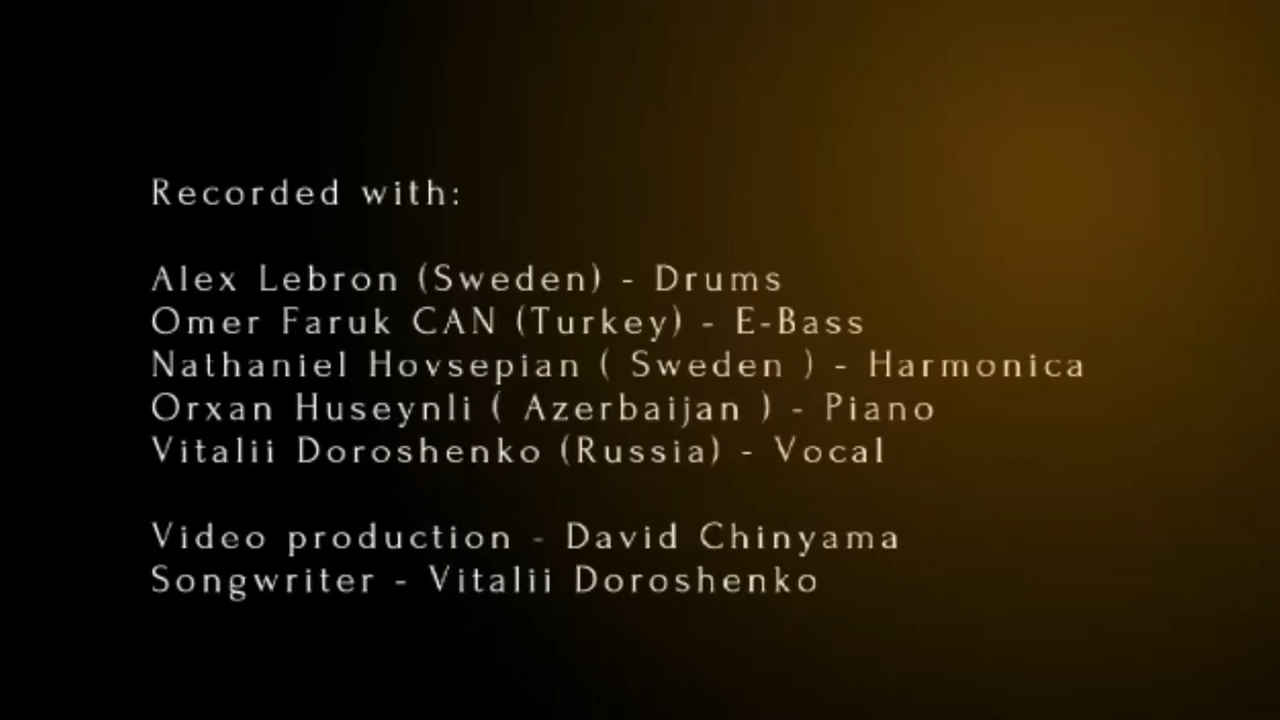 Recorded with:
Alex Lebron (Sweden) - Drums
Omer Faruk CAN (Turkey) - E-Bass
Nathaniel Hovsepian ( Sweden ) - Harmonica
Orxan Huseynli ( Azerbaijan ) - Piano
Vitalii Doroshenko (Russia) - Vocal
Video production - David Chinyama
Songwriter - Vitalii Doroshenko